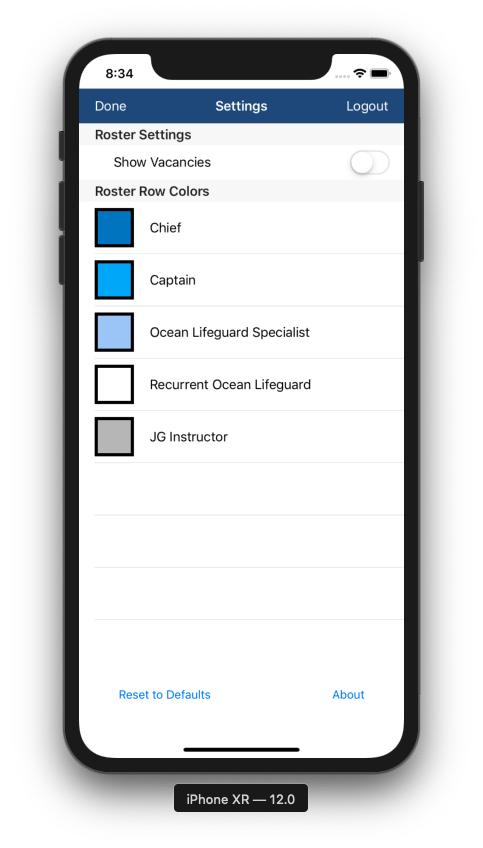 8:34
Done Settings Logout
Roster Settings
Show Vacancies
Roster Row Colors
Chief
Captain
Ocean Lifeguard Specialist
Recurrent Ocean Lifeguard
JG Instructor
Reset to Defaults About
iPhone XR — 12.0